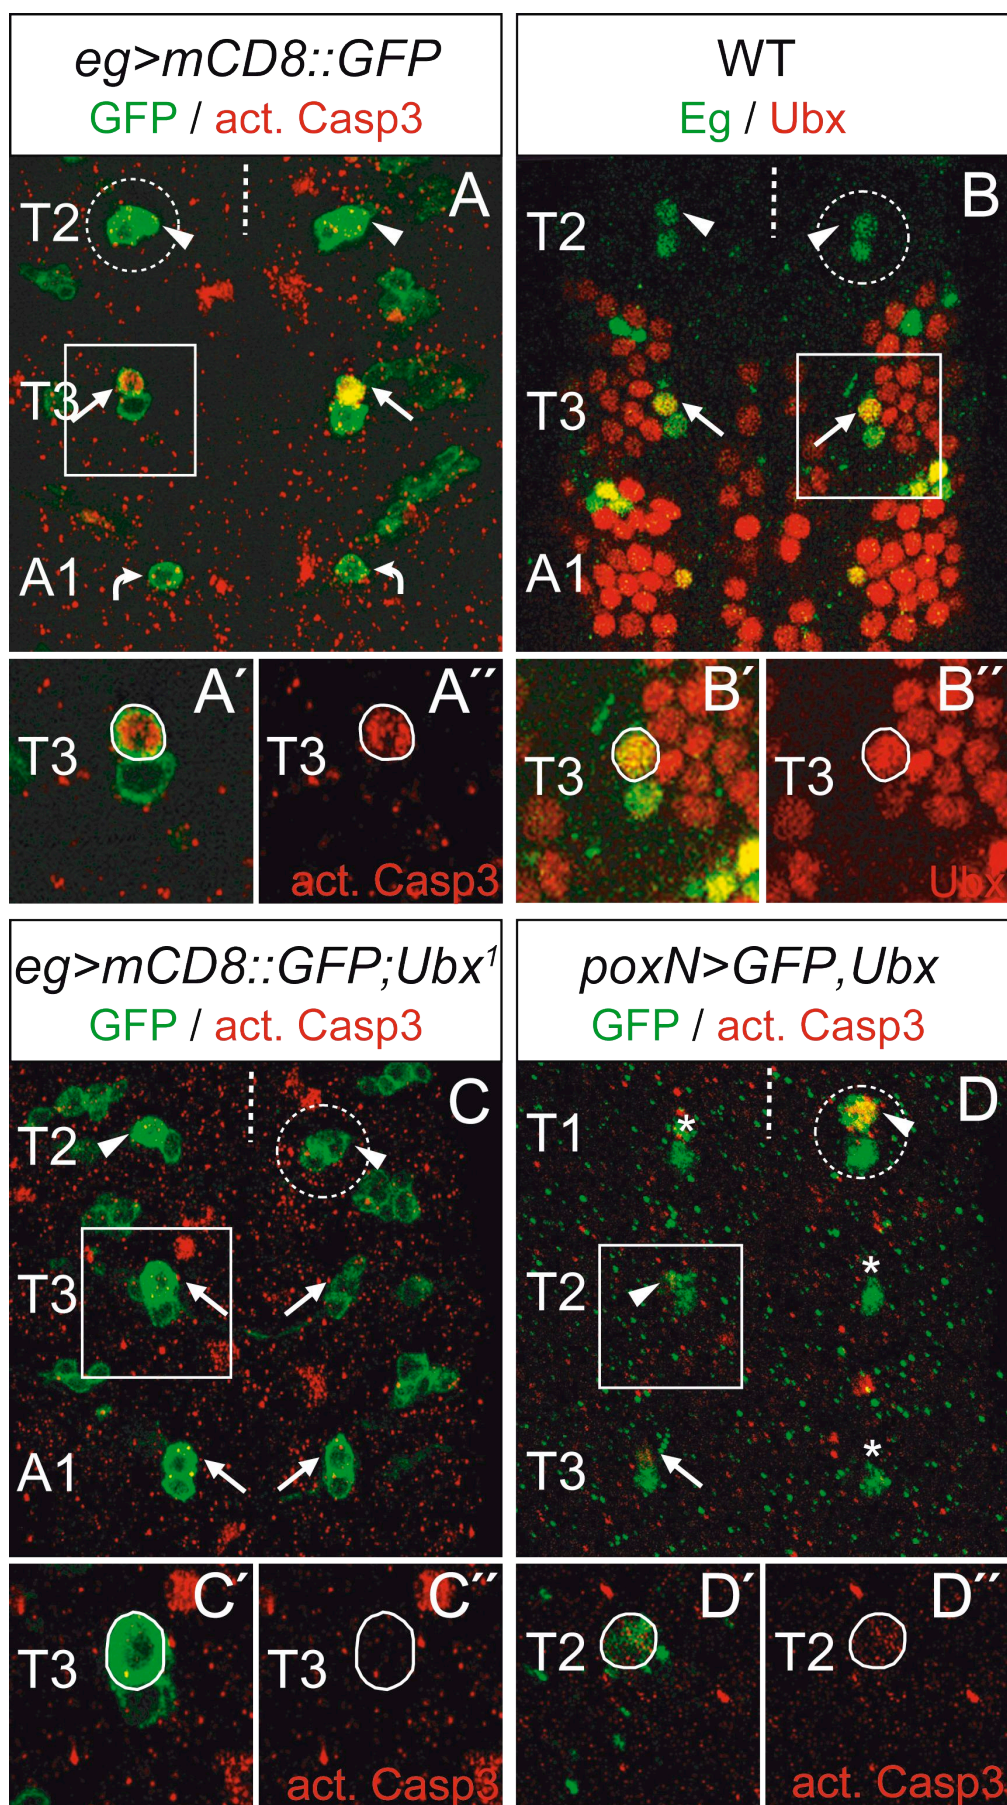 eg>mCD8::GFP
GFP / act. Casp3
WT
Eg / Ubx
A
T2
T3
A1
B
T2
T3
A1
A´
T3
A´´
T3
act. Casp3
B´
T3
B´´
T3
Ubx
eg>mCD8::GFP;Ubx¹
GFP / act. Casp3
poxN>GFP,Ubx
GFP / act. Casp3
C
T2
T3
A1
D
T1
*
T2
*
T3
*
C´
T3
C´´
T3
act. Casp3
D´
T2
D´´
T2
act. Casp3